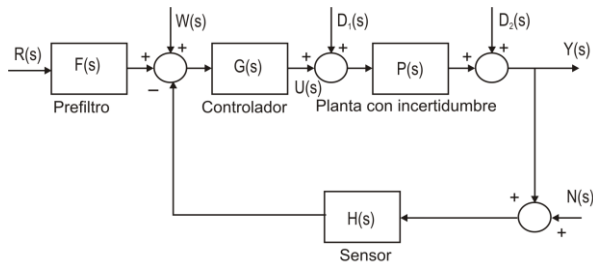 W(s)
D₁(s)
D₂(s)
R(s)
F(s)
+
+
−
G(s)
+
+
U(s)
P(s)
+
+
Y(s)
Prefiltro
Controlador
Planta con incertidumbre
+
N(s)
+
H(s)
Sensor